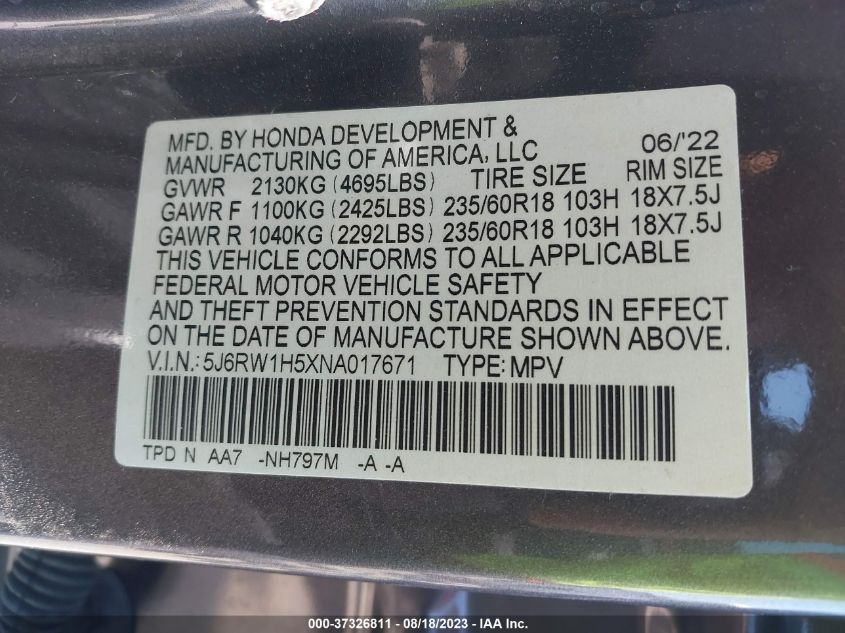 MFD. BY HONDA DEVELOPMENT &
MANUFACTURING OF AMERICA, LLC 06/'22
GVWR 2130KG (4695LBS) TIRE SIZE RIM SIZE
GAWR F 1100KG (2425LBS) 235/60R18 103H 18X7.5J
GAWR R 1040KG (2292LBS) 235/60R18 103H 18X7.5J
THIS VEHICLE CONFORMS TO ALL APPLICABLE
FEDERAL MOTOR VEHICLE SAFETY
AND THEFT PREVENTION STANDARDS IN EFFECT
ON THE DATE OF MANUFACTURE SHOWN ABOVE.
V.I.N.: 5J6RW1H5XNA017671 TYPE: MPV
TPD N AA7 -NH797M -A -A
000-37326811 - 08/18/2023 - IAA Inc.